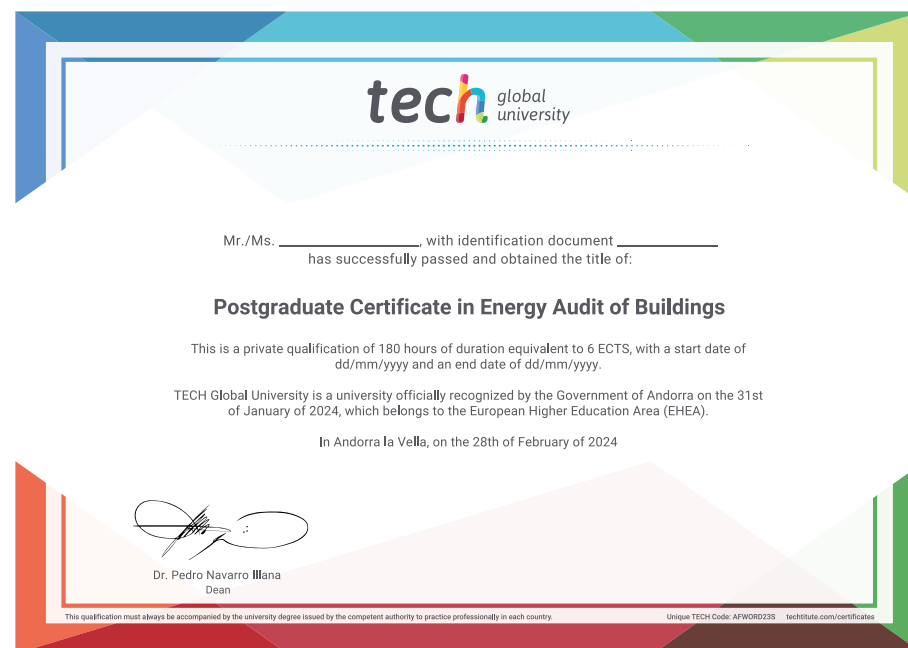 tech global university
Mr./Ms. ____________, with identification document ____________
has successfully passed and obtained the title of:
Postgraduate Certificate in Energy Audit of Buildings
This is a private qualification of 180 hours of duration equivalent to 6 ECTS, with a start date of
dd/mm/yyyy and an end date of dd/mm/yyyy.
TECH Global University is a university officially recognized by the Government of Andorra on the 31st
of January of 2024, which belongs to the European Higher Education Area (EHEA).
In Andorra la Vella, on the 28th of February of 2024
Dr. Pedro Navarro Illana
Dean
This qualification must always be accompanied by the university degree issued by the competent authority to practice professionally in each country. Unique TECH Code: AFWORD23S techtitute.com/certificates